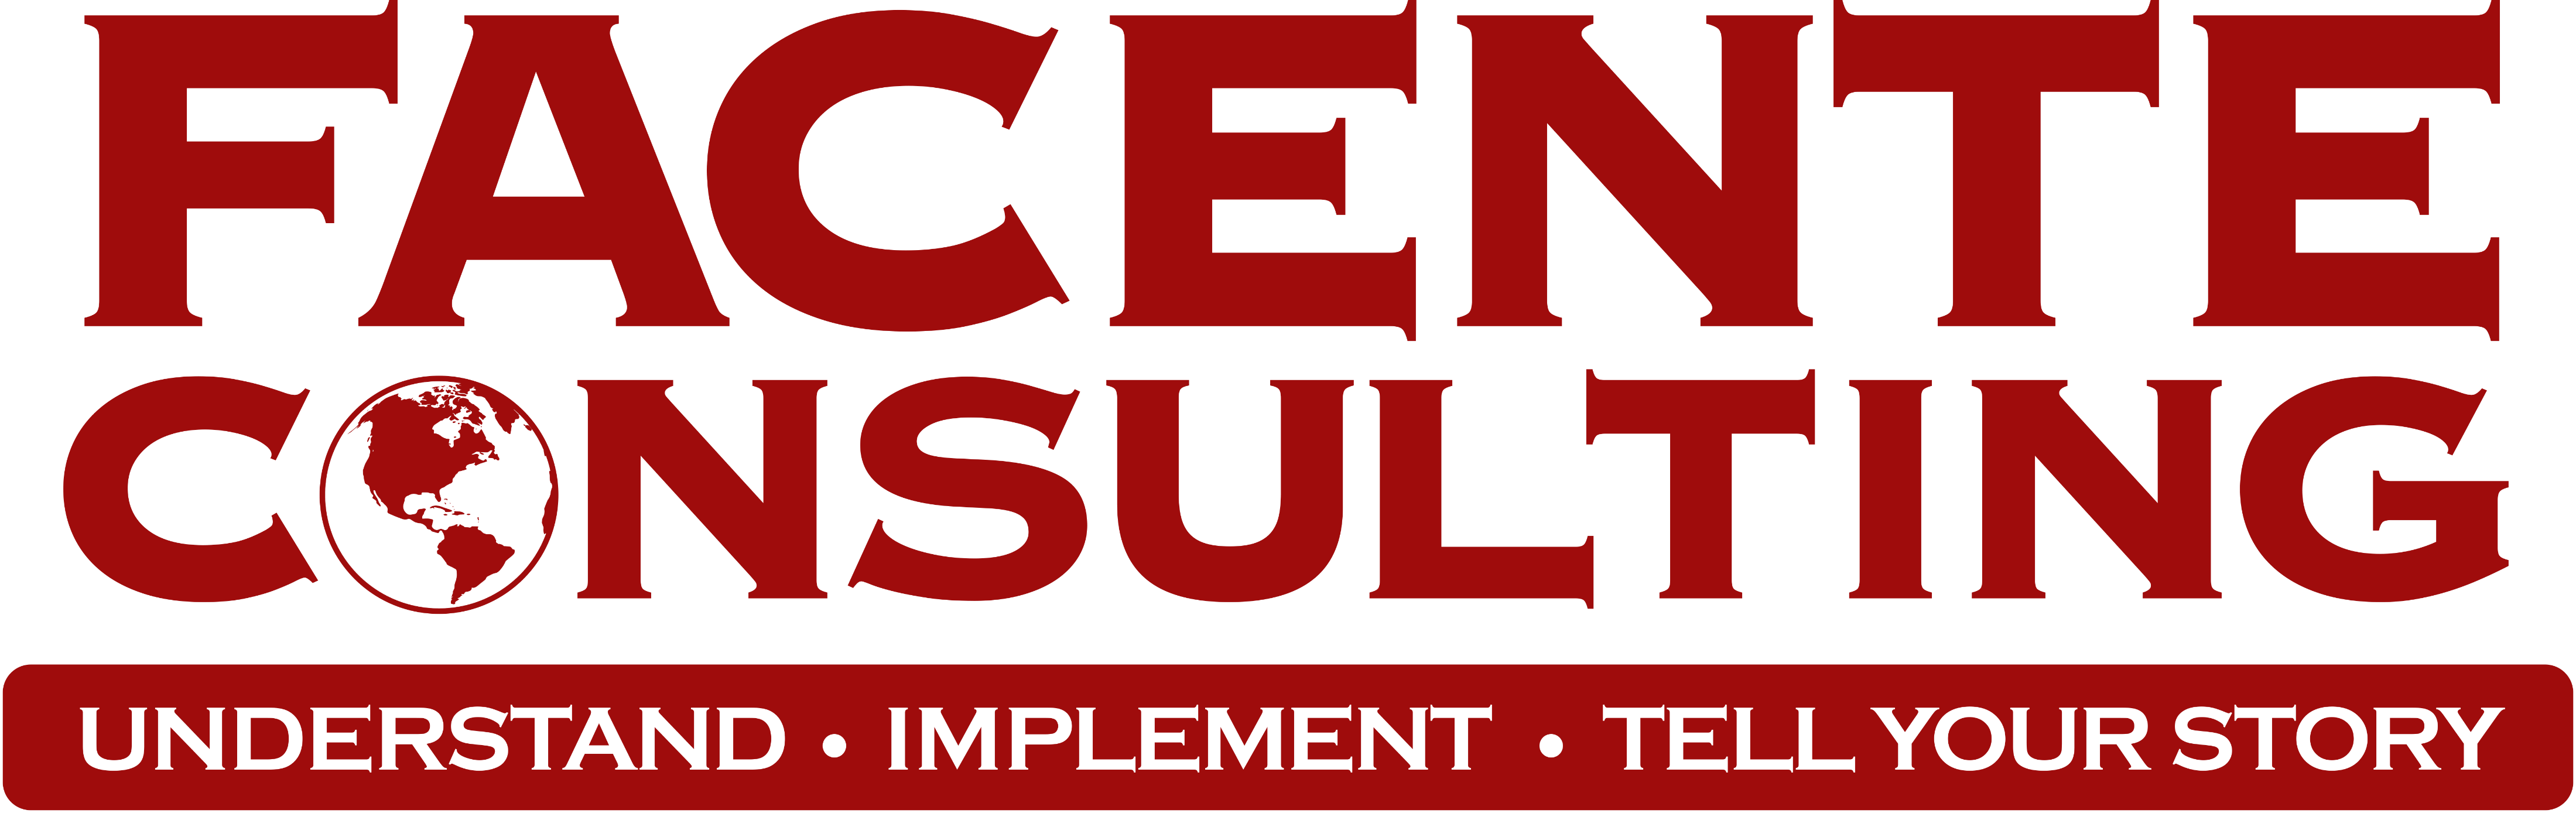 FACENTE
CONSULTING
UNDERSTAND • IMPLEMENT • TELL YOUR STORY